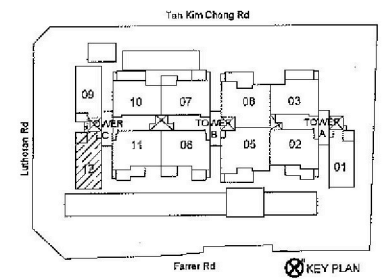 Tah Kim Chong Rd
Lutheran Rd
09
10
07
08
03
TOWER
C
TOWER
B
TOWER
A
12
11
06
05
02
01
Farrer Rd
KEY PLAN